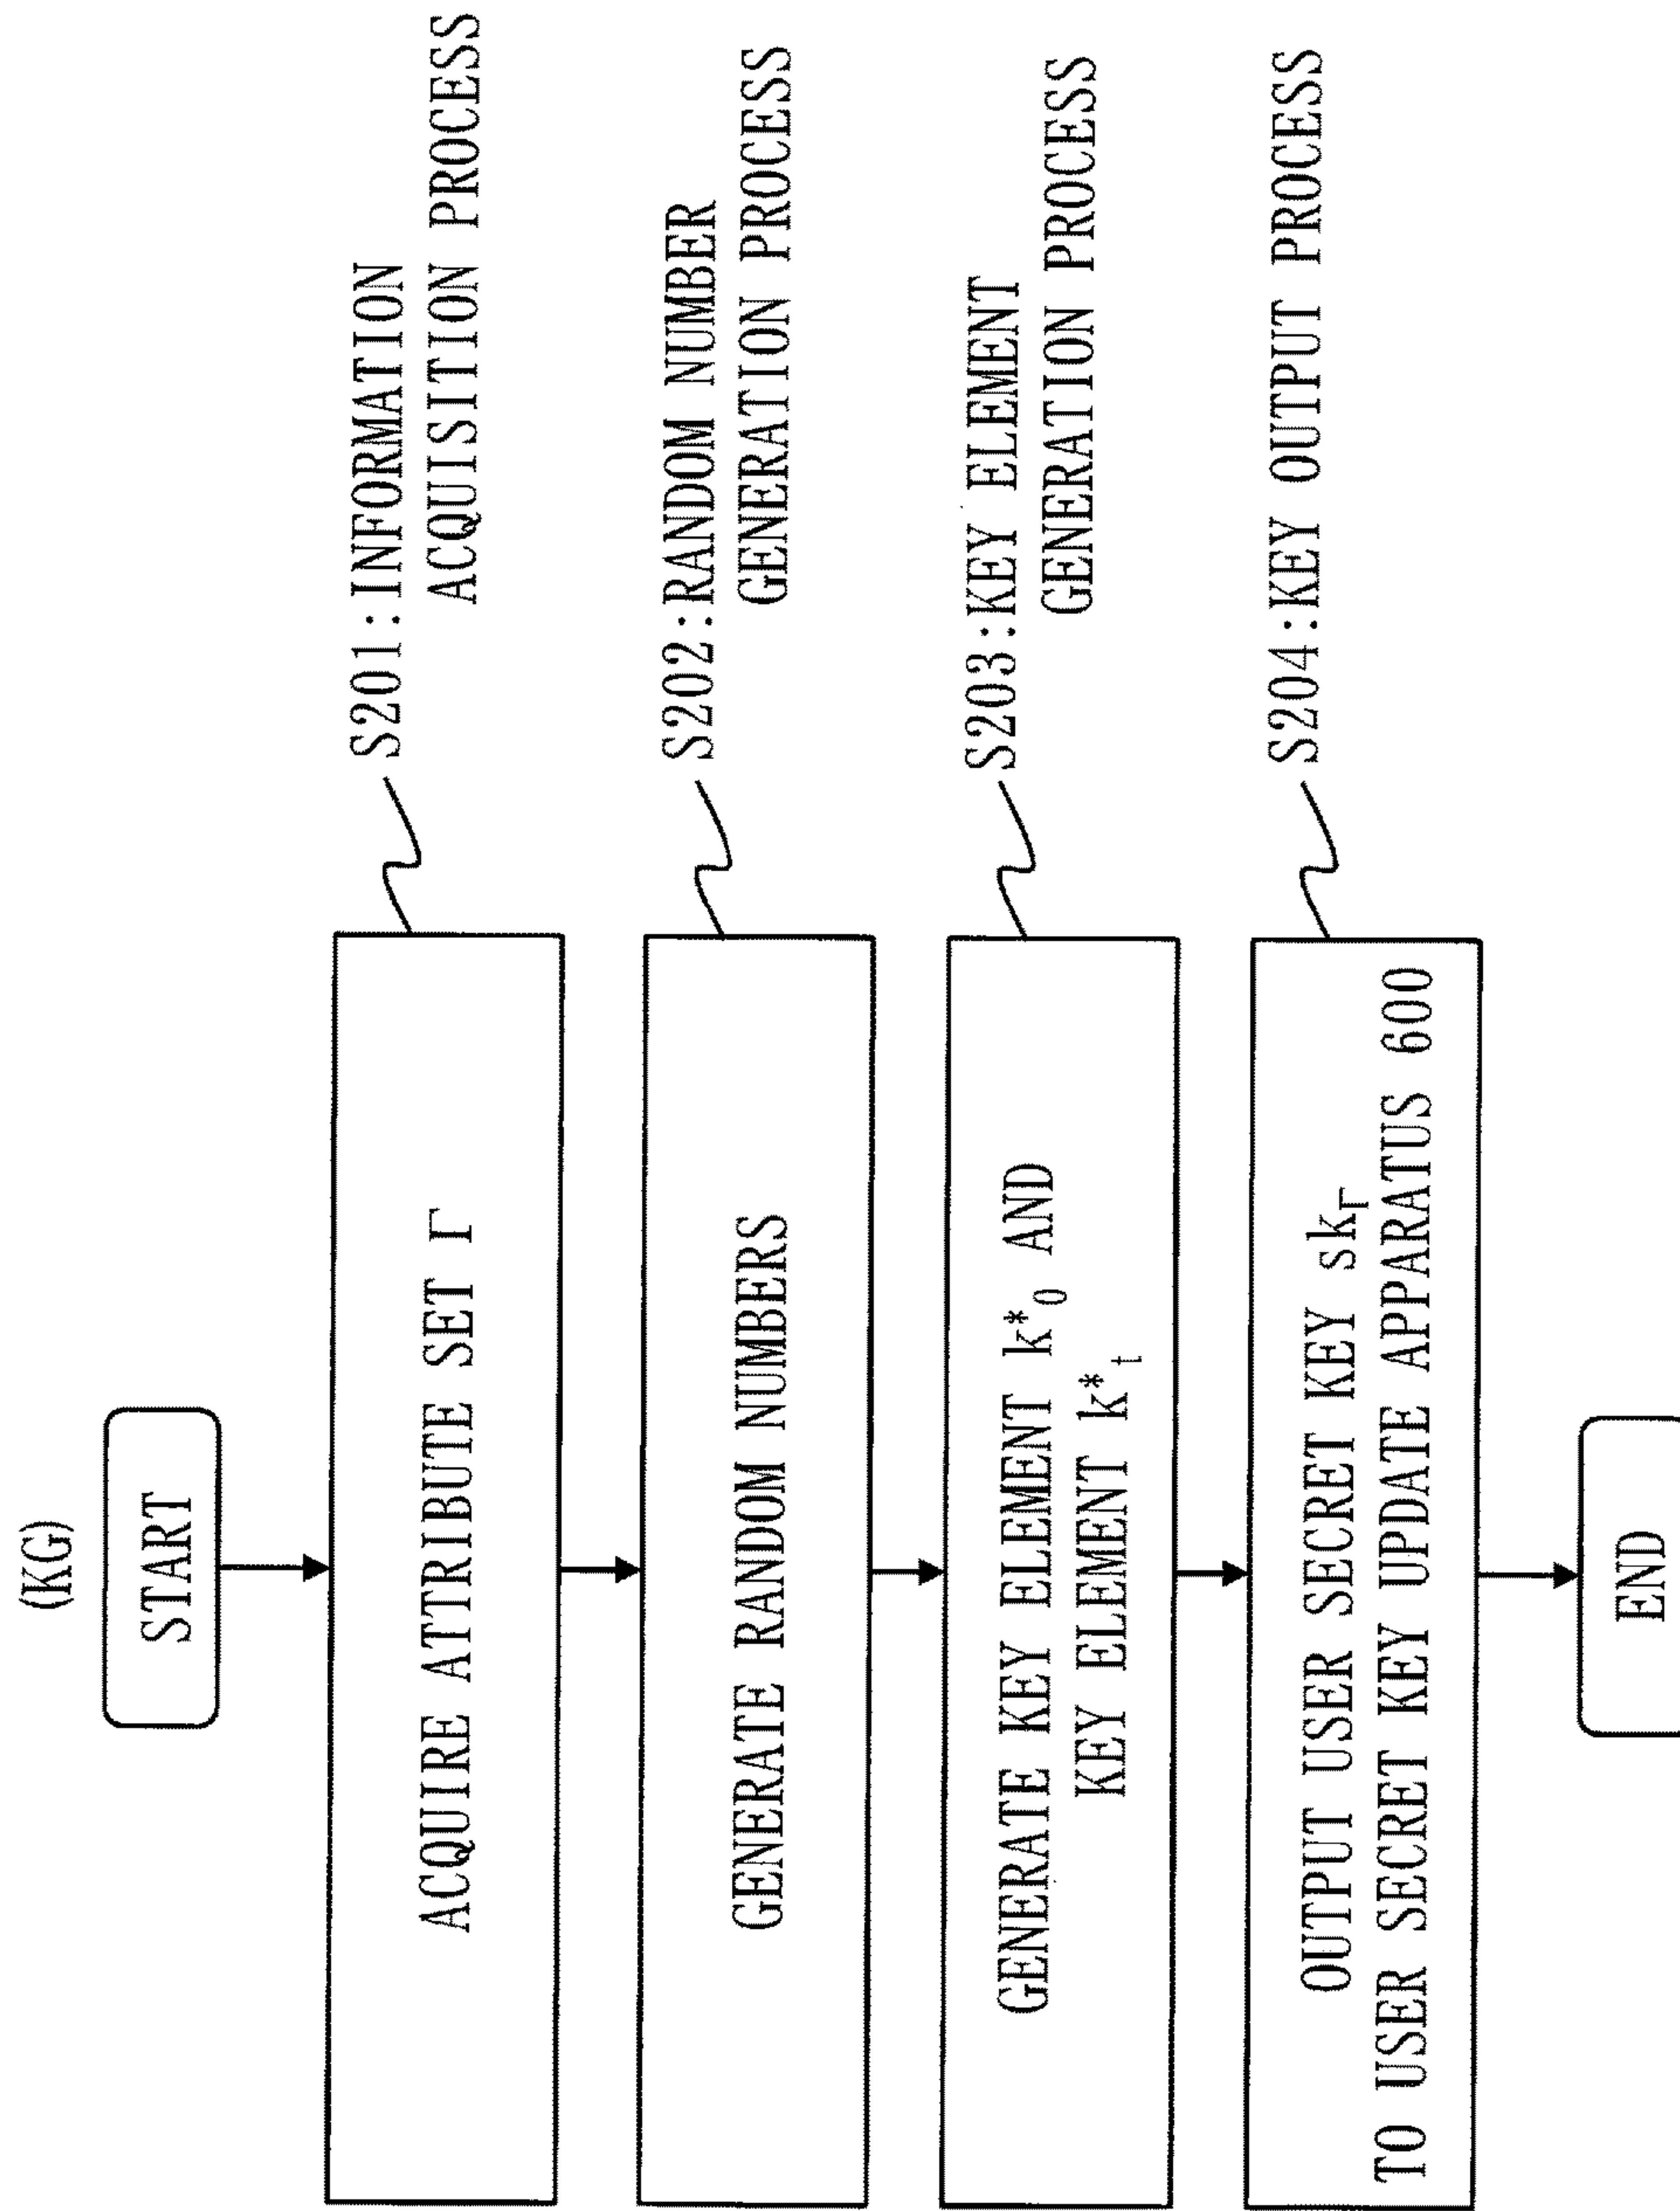 (KG)
START
ACQUIRE ATTRIBUTE SET Γ
S201:INFORMATION
ACQUISITION PROCESS
GENERATE RANDOM NUMBERS
S202:RANDOM NUMBER
GENERATION PROCESS
GENERATE KEY ELEMENT k*0 AND
KEY ELEMENT k*t
S203:KEY ELEMENT
GENERATION PROCESS
OUTPUT USER SECRET KEY skΓ
TO USER SECRET KEY UPDATE APPARATUS 600
S204:KEY OUTPUT PROCESS
END